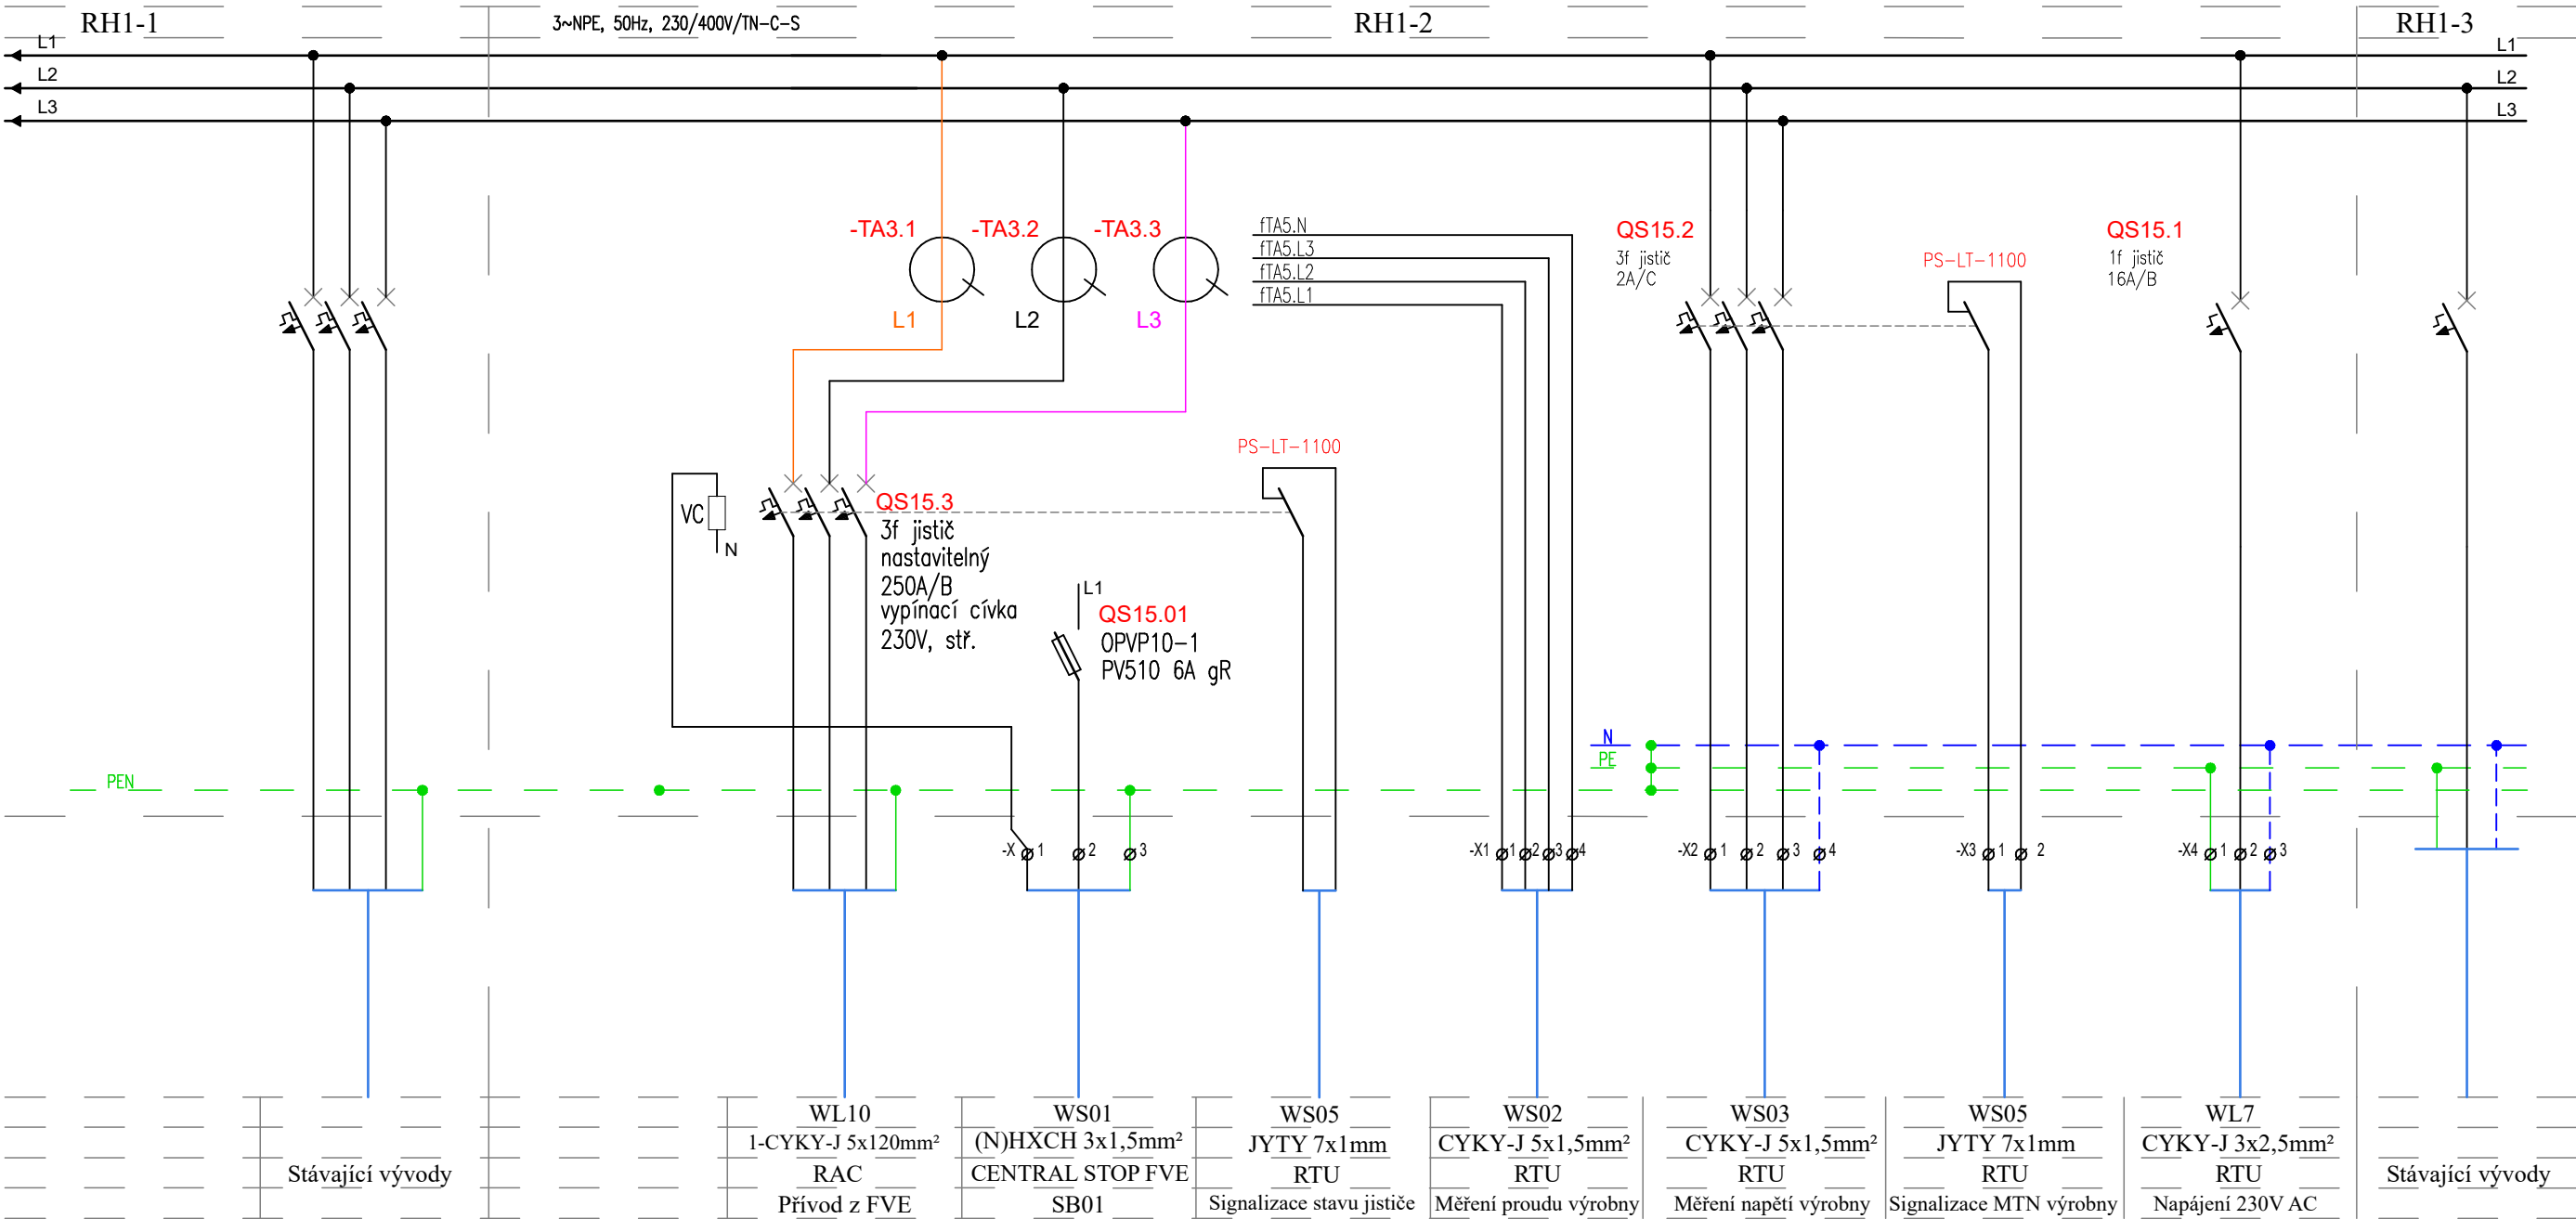 RH1-1
3~NPE, 50Hz, 230/400V/TN-C-S
RH1-2
RH1-3
L1
L1
L2
L2
L3
L3
-TA3.1
-TA3.2
-TA3.3
L1
L2
L3
fTA5.N
fTA5.L3
fTA5.L2
fTA5.L1
QS15.2
3f jistič
2A/C
PS-LT-1100
QS15.1
1f jistič
16A/B
PS-LT-1100
VC
N
QS15.3
3f jistič
nastavitelný
250A/B
vypínací cívka
230V, stř.
L1
QS15.01
OPVP10-1
PV510 6A gR
N
PE
PEN
-X 1 2 3
-X1 1 2 3 4
-X2 1 2 3 4
-X3 1 2
-X4 1 2 3
Stávající vývody
WL10
1-CYKY-J 5x120mm²
RAC
Přívod z FVE
WS01
(N)HXCH 3x1,5mm²
CENTRAL STOP FVE
SB01
WS05
JYTY 7x1mm
RTU
Signalizace stavu jističe
WS02
CYKY-J 5x1,5mm²
RTU
Měření proudu výrobny
WS03
CYKY-J 5x1,5mm²
RTU
Měření napětí výrobny
WS05
JYTY 7x1mm
RTU
Signalizace MTN výrobny
WL7
CYKY-J 3x2,5mm²
RTU
Napájení 230V AC
Stávající vývody